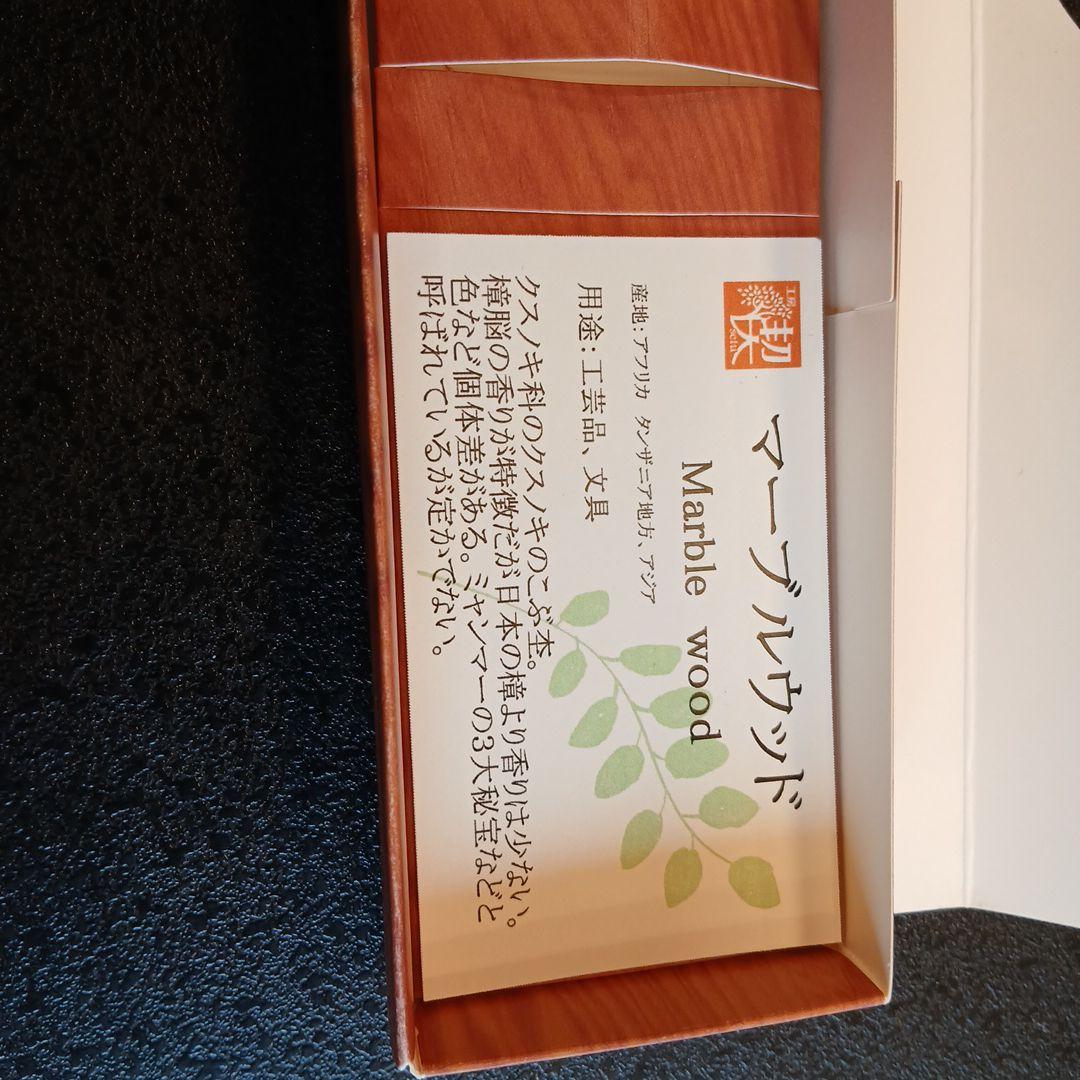 工房
楔
setu
マーブルウッド
Marble wood
産地：アフリカ　タンザニア地方、アジア
用途：工芸品、文具
クスノキ科のクスノキのこぶ杢。
樟脳の香りが特徴だが日本の樟より香りは少ない。
色など個体差がある。ミャンマーの3大秘宝などと
呼ばれているが定かでない。